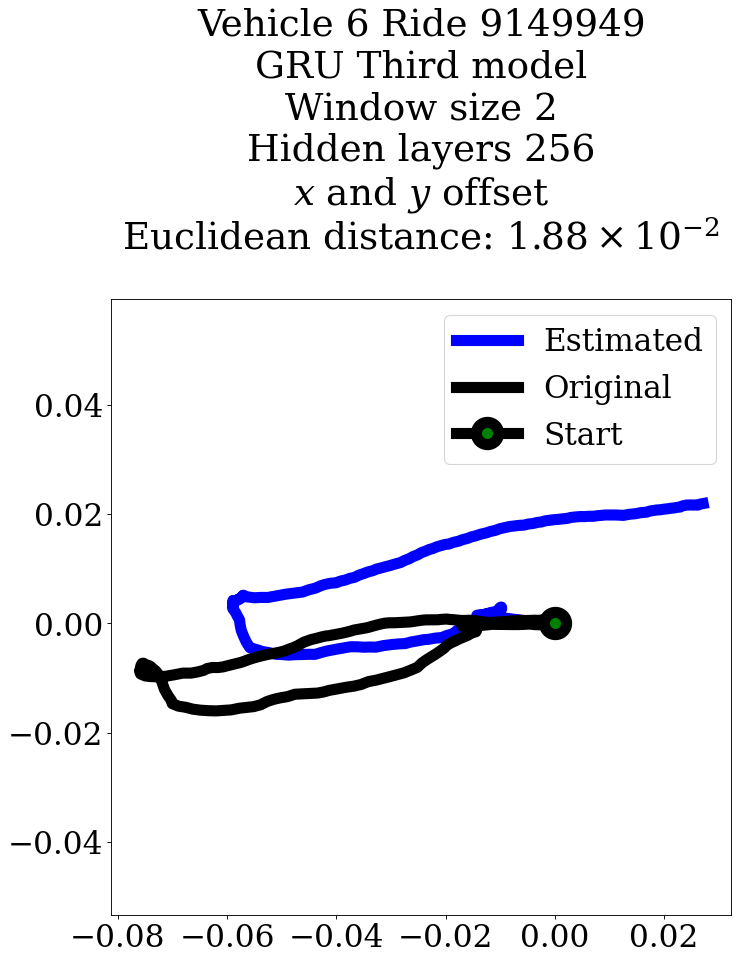 Vehicle 6 Ride 9149949
GRU Third model
Window size 2
Hidden layers 256
x and y offset
Euclidean distance: 1.88 × 10⁻²
Estimated
Original
Start
0.04
0.02
0.00
−0.02
−0.04
−0.08 −0.06 −0.04 −0.02 0.00 0.02